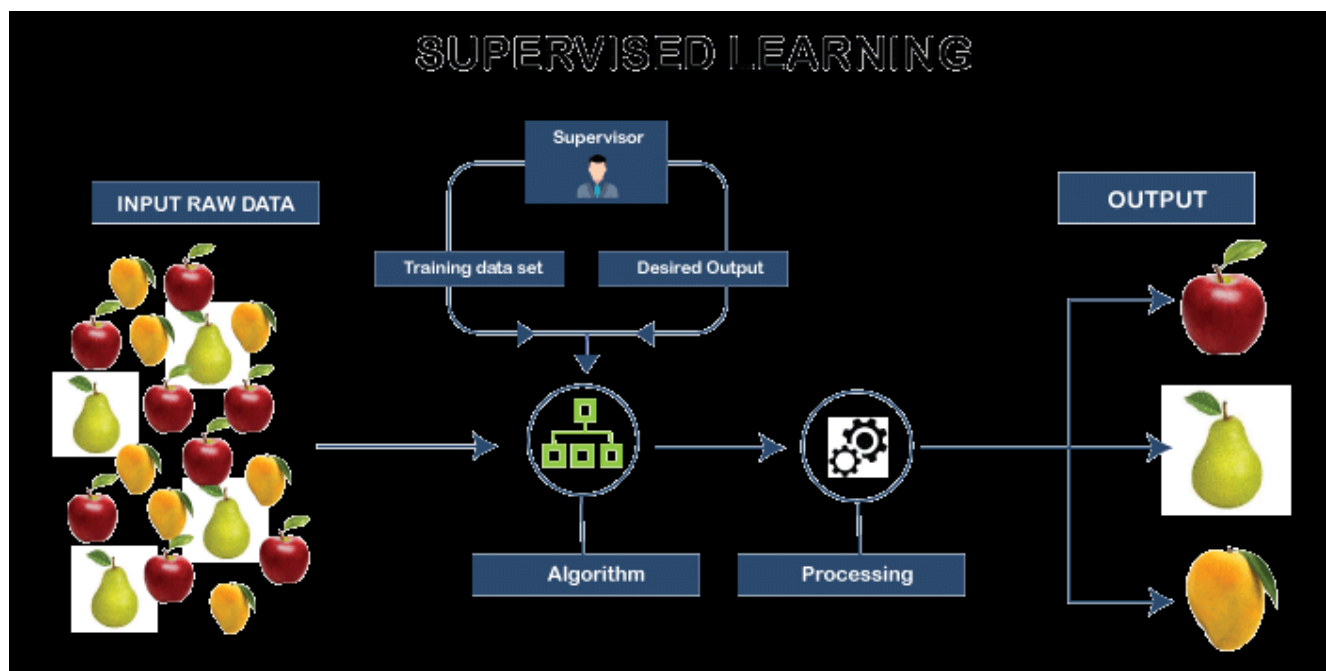 SUPERVISED LEARNING
Supervisor
INPUT RAW DATA
OUTPUT
Training data set
Desired Output
Algorithm
Processing